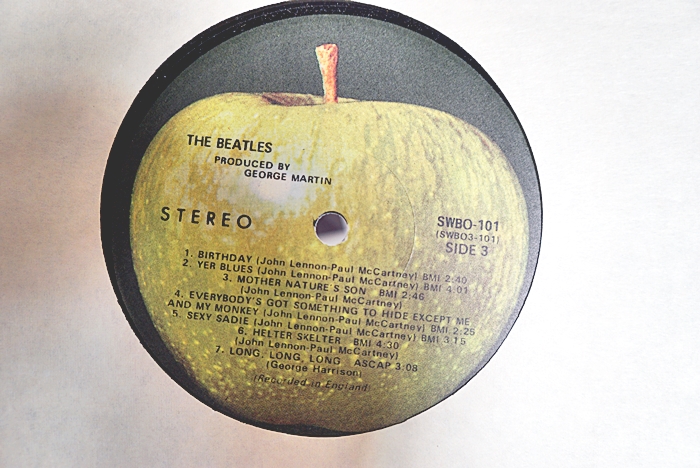 THE BEATLES
PRODUCED BY
GEORGE MARTIN
STEREO
SWBO-101
(SWBO3-101)
SIDE 3
1. BIRTHDAY (John Lennon-Paul McCartney) BMI 2:40
2. YER BLUES (John Lennon-Paul McCartney) BMI 4:01
3. MOTHER NATURE'S SON BMI 2:46
(John Lennon-Paul McCartney)
4. EVERYBODY'S GOT SOMETHING TO HIDE EXCEPT ME
AND MY MONKEY (John Lennon-Paul McCartney) BMI 2:25
5. SEXY SADIE (John Lennon-Paul McCartney) BMI 3:15
6. HELTER SKELTER BMI 4:30
(John Lennon-Paul McCartney)
7. LONG, LONG, LONG ASCAP 3:08
(George Harrison)
(Recorded in England)